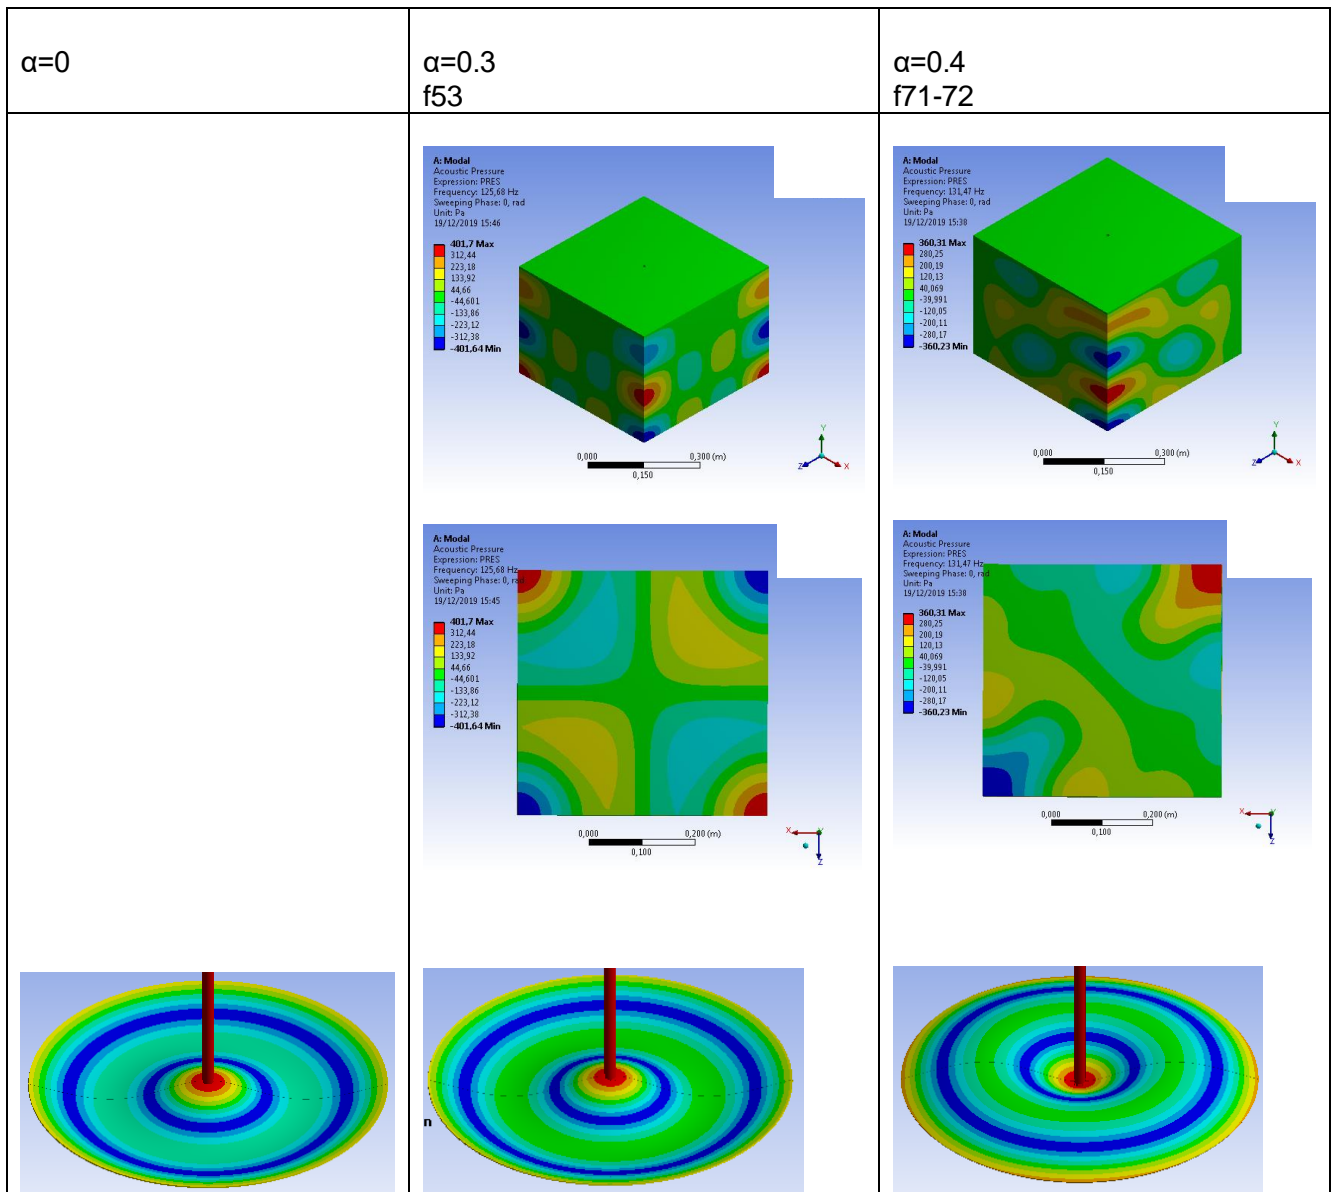 α=0
α=0.3
f53
α=0.4
f71-72
A: Modal
Acoustic Pressure
Expression: PRES
Frequency: 125,68 Hz
Sweeping Phase: 0, rad
Unit: Pa
19/12/2019 15:46
401,7 Max
312,44
223,18
133,92
44,66
-44,601
-133,86
-223,12
-312,38
-401,64 Min
0,000
0,300 (m)
0,150
Y
Z
X
A: Modal
Acoustic Pressure
Expression: PRES
Frequency: 131,47 Hz
Sweeping Phase: 0, rad
Unit: Pa
19/12/2019 15:38
360,31 Max
280,25
200,19
120,13
40,069
-39,991
-120,05
-200,11
-280,17
-360,23 Min
0,000
0,300 (m)
0,150
Y
Z
X
A: Modal
Acoustic Pressure
Expression: PRES
Frequency: 125,68 Hz
Sweeping Phase: 0, rad
Unit: Pa
19/12/2019 15:45
401,7 Max
312,44
223,18
133,92
44,66
-44,601
-133,86
-223,12
-312,38
-401,64 Min
0,000
0,200 (m)
0,100
X
Y
Z
A: Modal
Acoustic Pressure
Expression: PRES
Frequency: 131,47 Hz
Sweeping Phase: 0, rad
Unit: Pa
19/12/2019 15:38
360,31 Max
280,25
200,19
120,13
40,069
-39,991
-120,05
-200,11
-280,17
-360,23 Min
0,000
0,200 (m)
0,100
X
Y
Z
n